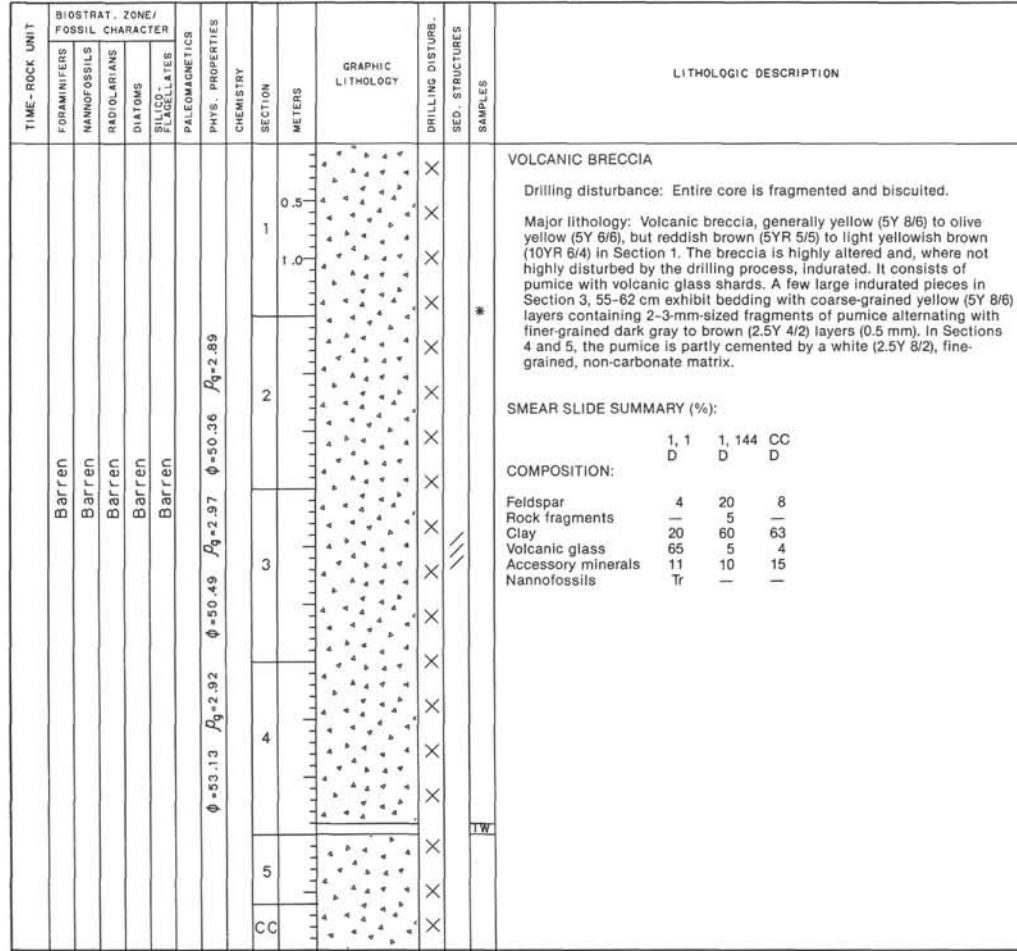 TIME-ROCK UNIT
BIOSTRAT. ZONE/
FOSSIL CHARACTER
FORAMINIFERS
NANNOFOSSILS
RADIOLARIANS
DIATOMS
SILICO-
FLAGELLATES
PALEOMAGNETICS
PHYS. PROPERTIES
CHEMISTRY
SECTION
METERS
GRAPHIC
LITHOLOGY
DRILLING DISTURB.
SED. STRUCTURES
SAMPLES
LITHOLOGIC DESCRIPTION
Barren
Barren
Barren
Barren
Barren
ϕ=53.13 ρg=2.92
ϕ=50.49 ρg=2.97
ϕ=50.36 ρg=2.89
1
2
3
4
5
CC
0.5
1.0
*
TW
VOLCANIC BRECCIA
Drilling disturbance: Entire core is fragmented and biscuited.
Major lithology: Volcanic breccia, generally yellow (5Y 8/6) to olive
yellow (5Y 6/6), but reddish brown (5YR 5/5) to light yellowish brown
(10YR 6/4) in Section 1. The breccia is highly altered and, where not
highly disturbed by the drilling process, indurated. It consists of
pumice with volcanic glass shards. A few large indurated pieces in
Section 3, 55-62 cm exhibit bedding with coarse-grained yellow (5Y 8/6)
layers containing 2-3-mm-sized fragments of pumice alternating with
finer-grained dark gray to brown (2.5Y 4/2) layers (0.5 mm). In Sections
4 and 5, the pumice is partly cemented by a white (2.5Y 8/2), fine-
grained, non-carbonate matrix.
SMEAR SLIDE SUMMARY (%):
1, 1 1, 144 CC
D D D
COMPOSITION:
Feldspar 4 20 8
Rock fragments — 5 —
Clay 20 60 63
Volcanic glass 65 5 4
Accessory minerals 11 10 15
Nannofossils Tr — —